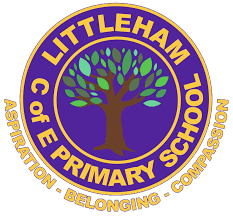 LITTLEHAM
C of E PRIMARY SCHOOL
ASPIRATION - BELONGING - COMPASSION